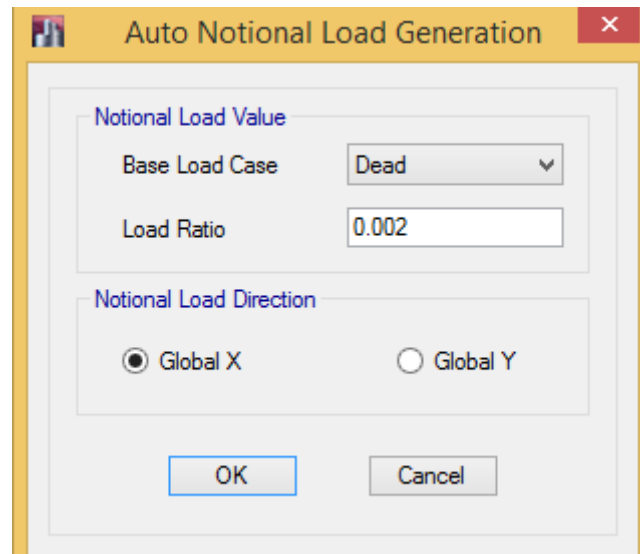 Auto Notional Load Generation
Notional Load Value
Base Load Case Dead
Load Ratio 0.002
Notional Load Direction
Global X Global Y
OK Cancel